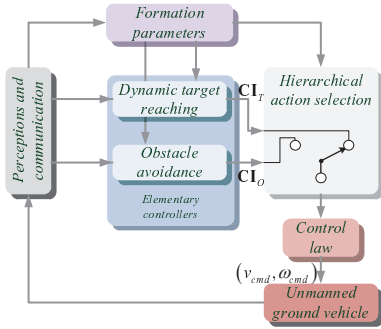 Formation
parameters
Perceptions and
communication
Dynamic target
reaching
CI_T
Hierarchical
action selection
Obstacle
avoidance
CI_O
Elementary
controllers
Control
law
(v_cmd, ω_cmd)
Unmanned
ground vehicle